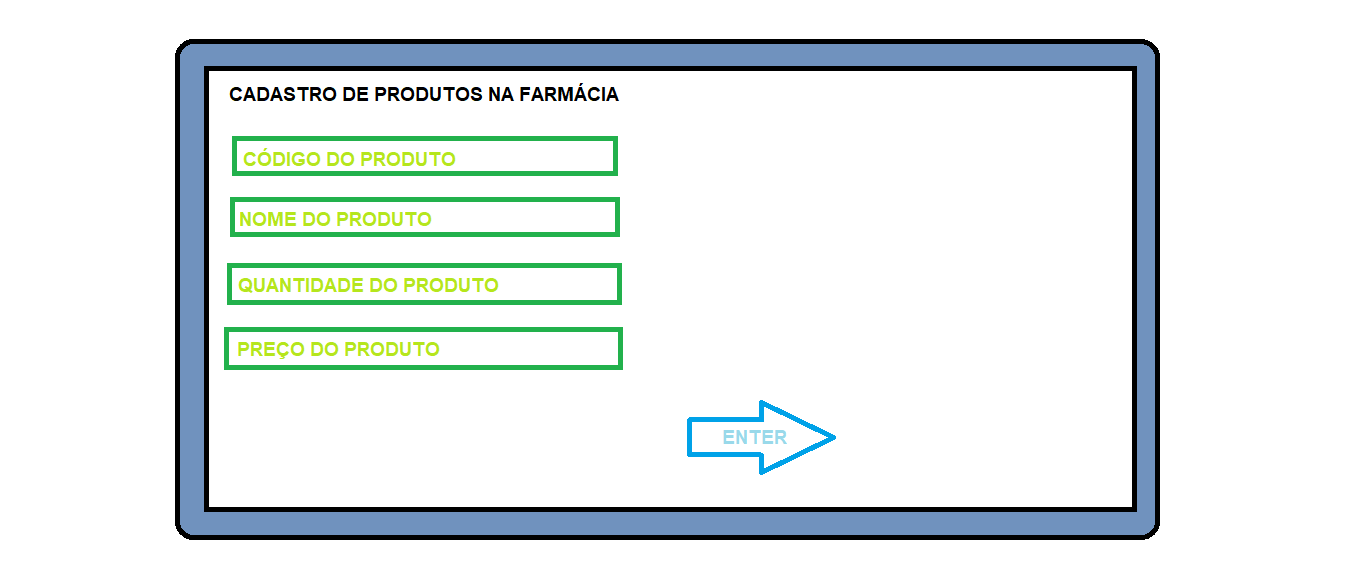 CADASTRO DE PRODUTOS NA FARMÁCIA
CÓDIGO DO PRODUTO
NOME DO PRODUTO
QUANTIDADE DO PRODUTO
PREÇO DO PRODUTO
ENTER